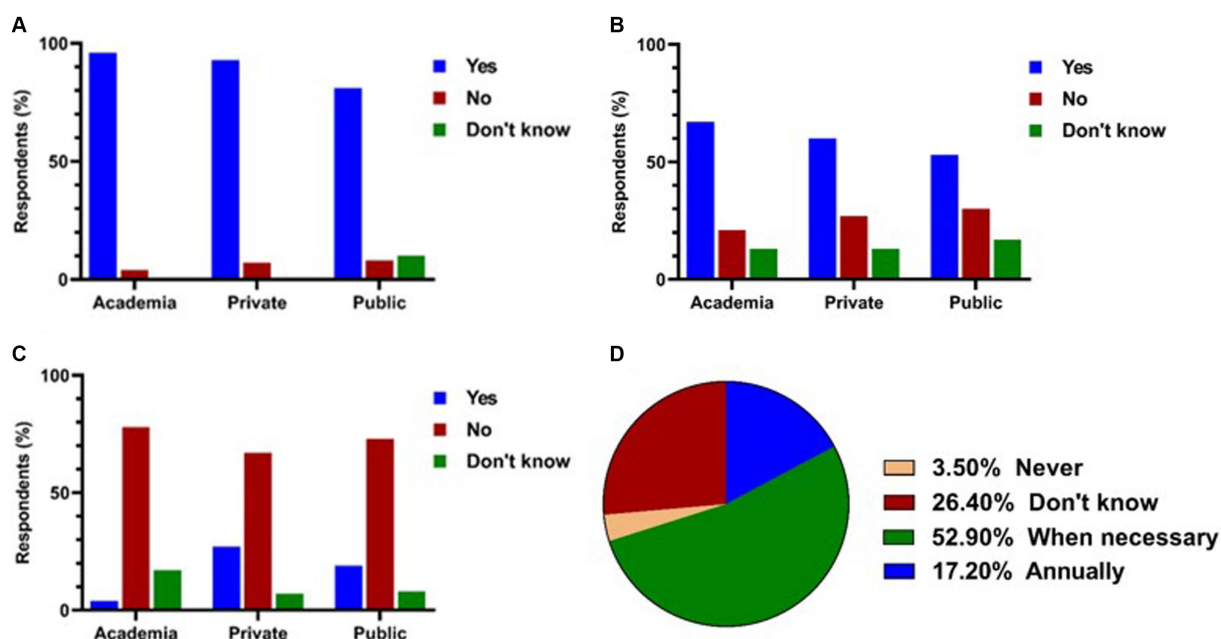 A
Respondents (%)
100
50
0
Academia
Private
Public
Yes
No
Don't know
B
Respondents (%)
100
50
0
Academia
Private
Public
Yes
No
Don't know
C
Respondents (%)
100
50
0
Academia
Private
Public
Yes
No
Don't know
D
3.50% Never
26.40% Don't know
52.90% When necessary
17.20% Annually